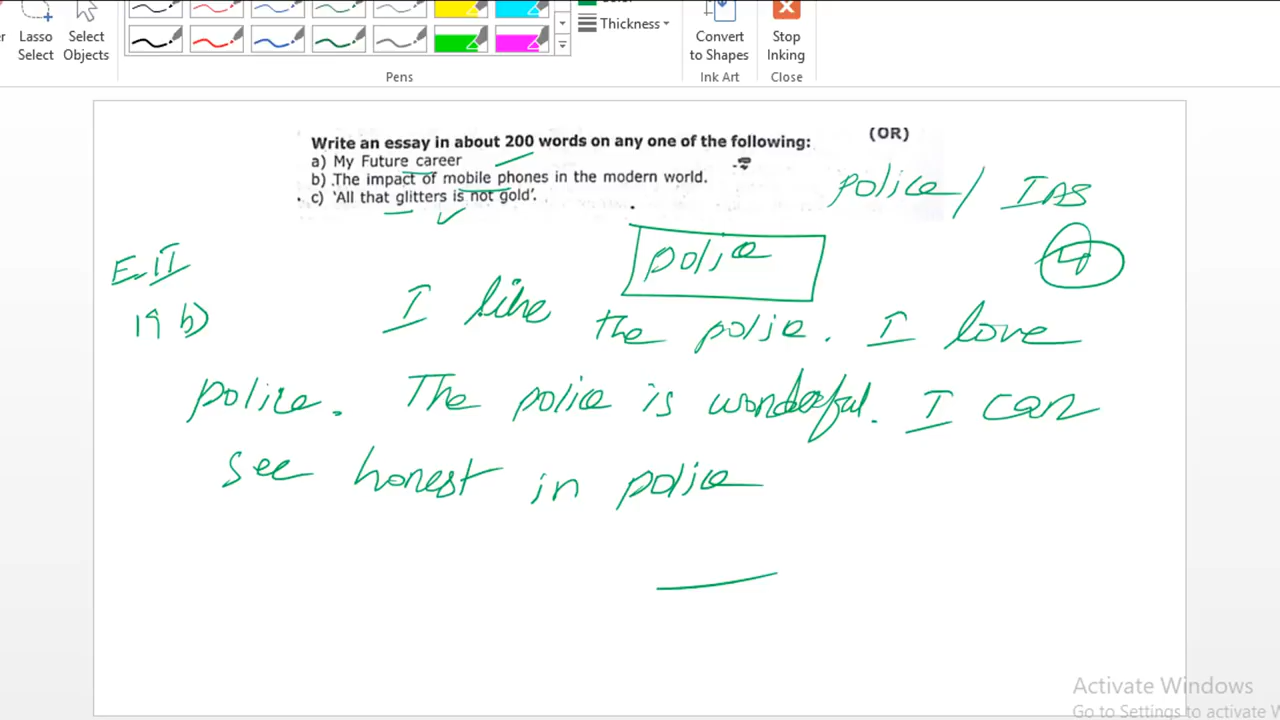 Lasso
Select
Select
Objects
Thickness
Convert
to Shapes
Stop
Inking
Pens
Ink Art
Close
(OR)
Write an essay in about 200 words on any one of the following:
a) My Future career
b) The impact of mobile phones in the modern world.
c) 'All that glitters is not gold'.
police/ IAS
E-II
police
19 b)
I like the police. I love
police. The police is wonderful. I can
see honest in police
Activate Windows
Go to Settings to activate W